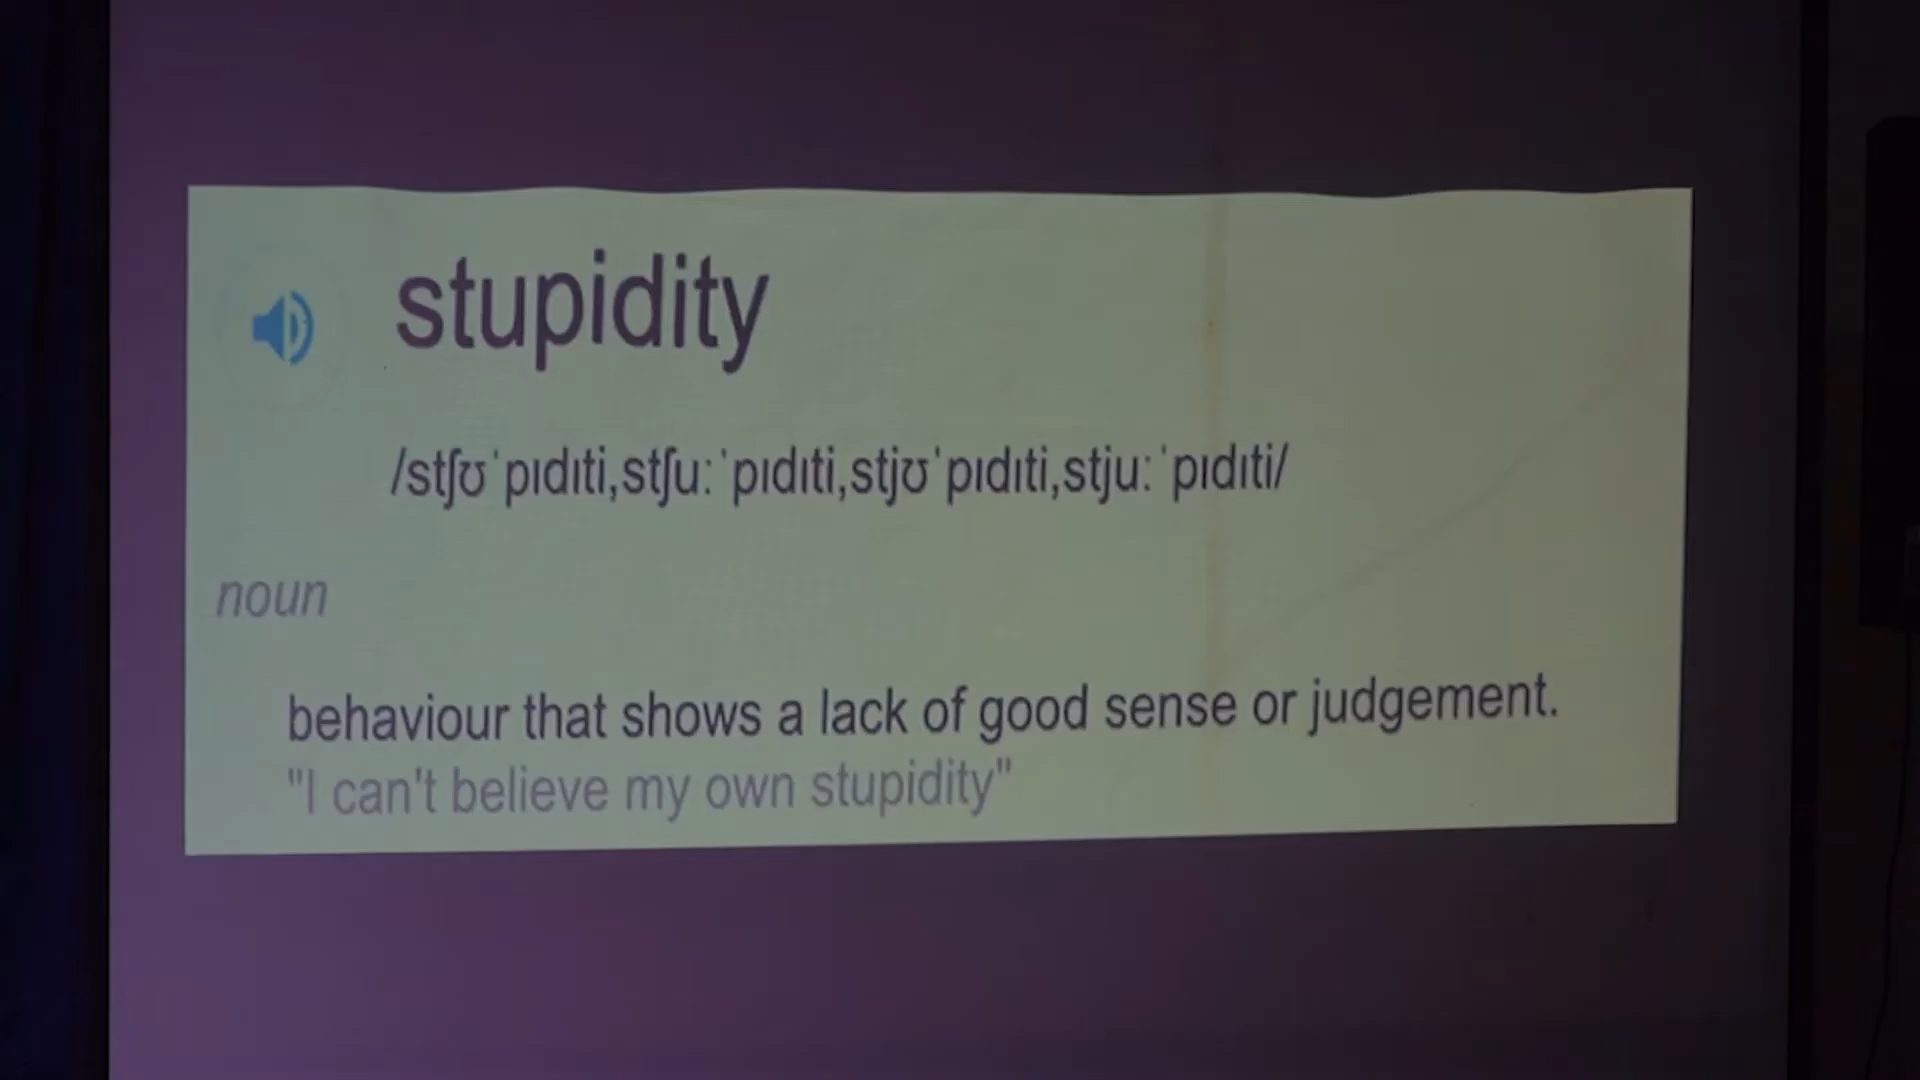 stupidity
/stʃʊˈpɪdɪti,stʃuːˈpɪdɪti,stjʊˈpɪdɪti,stjuːˈpɪdɪti/
noun
behaviour that shows a lack of good sense or judgement.
"I can't believe my own stupidity"